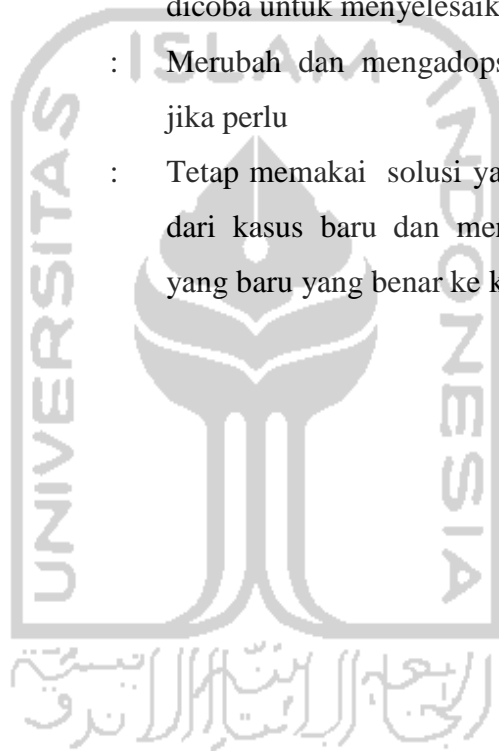 dicoba untuk menyelesaik
: Merubah dan mengadops
jika perlu
: Tetap memakai solusi ya
dari kasus baru dan mer
yang baru yang benar ke k
ISLAM
UNIVERSITAS
INDONESIA